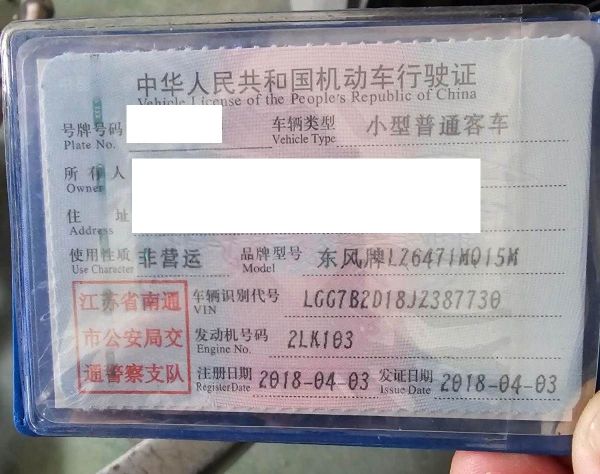 中华人民共和国机动车行驶证
Vehicle License of the People's Republic of China
号牌号码 车辆类型 小型普通客车
Plate No. Vehicle Type
所有人
Owner
住址
Address
使用性质 非营运 品牌型号 东风牌LZ6471MQ15M
Use Character Model
江苏省南通
市公安局交
通警察支队
车辆识别代号 LGG7B2D18JZ387730
VIN
发动机号码 2LK103
Engine No.
注册日期 2018-04-03 发证日期 2018-04-03
Register Date Issue Date